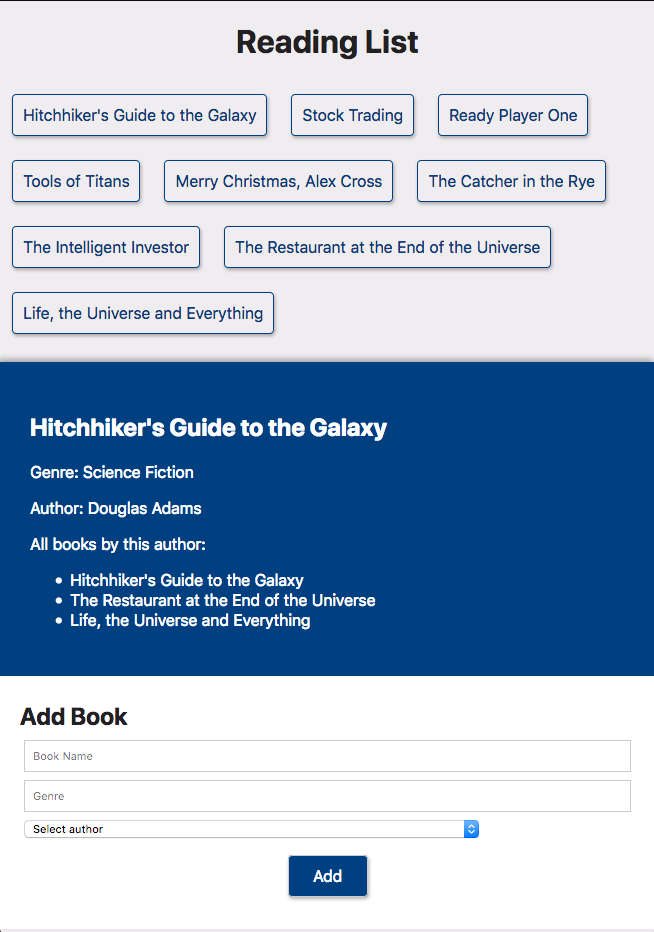 Reading List
Hitchhiker's Guide to the Galaxy Stock Trading Ready Player One
Tools of Titans Merry Christmas, Alex Cross The Catcher in the Rye
The Intelligent Investor The Restaurant at the End of the Universe
Life, the Universe and Everything
Hitchhiker's Guide to the Galaxy
Genre: Science Fiction
Author: Douglas Adams
All books by this author:
• Hitchhiker's Guide to the Galaxy
• The Restaurant at the End of the Universe
• Life, the Universe and Everything
Add Book
Book Name
Genre
Select author
Add